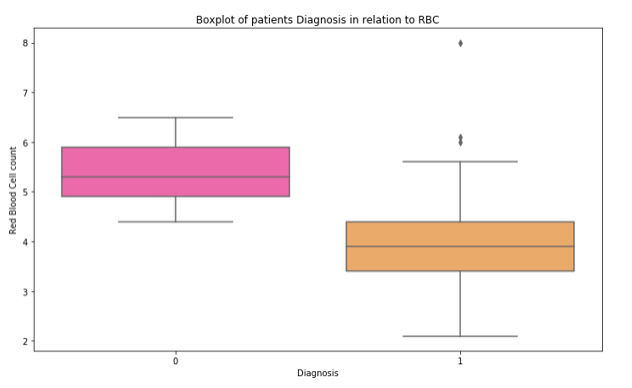 Boxplot of patients Diagnosis in relation to RBC
8
7
6
5
4
3
2
Red Blood Cell count
0 1
Diagnosis